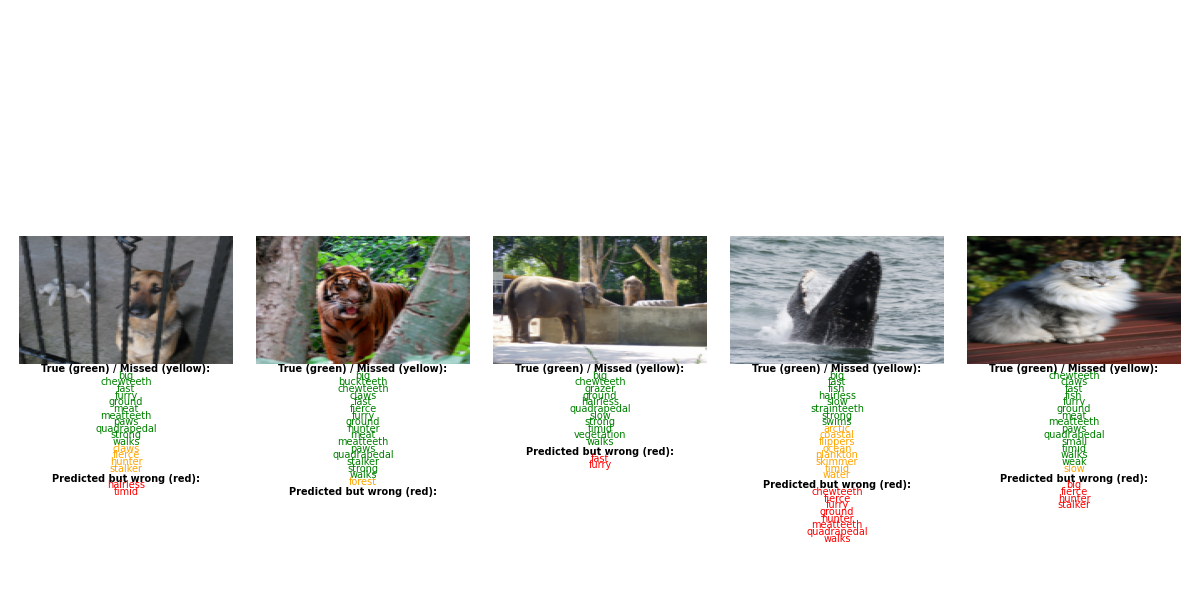 True (green) / Missed (yellow):
big
chewteeth
fast
furry
ground
meat
meatteeth
paws
quadrapedal
strong
walks
claws
fierce
hunter
stalker
Predicted but wrong (red):
hairless
timid
True (green) / Missed (yellow):
big
buckteeth
chewteeth
claws
fast
fierce
furry
ground
hunter
meat
meatteeth
paws
quadrapedal
stalker
strong
walks
forest
Predicted but wrong (red):
True (green) / Missed (yellow):
big
chewteeth
grazer
ground
hairless
quadrapedal
slow
strong
timid
vegetation
walks
Predicted but wrong (red):
fast
furry
True (green) / Missed (yellow):
big
fast
fish
hairless
slow
strainteeth
strong
swims
arctic
coastal
flippers
ocean
plankton
skimmer
timid
water
Predicted but wrong (red):
chewteeth
fierce
furry
ground
hunter
meatteeth
quadrapedal
walks
True (green) / Missed (yellow):
chewteeth
claws
fast
fish
furry
ground
meat
meatteeth
paws
quadrapedal
small
timid
walks
weak
slow
Predicted but wrong (red):
big
fierce
hunter
stalker